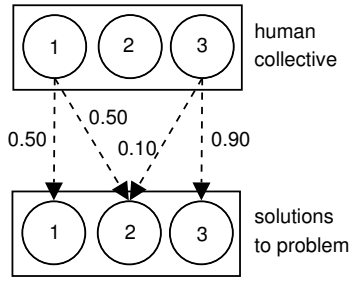 1 2 3
human
collective
0.50
0.50 0.10 0.90
1 2 3
solutions
to problem